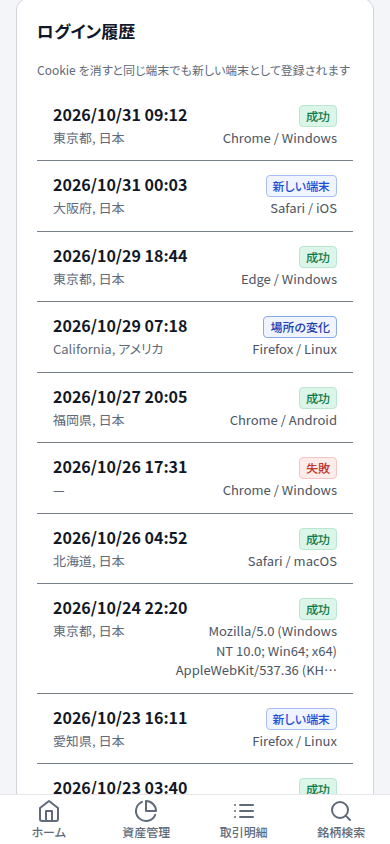 ログイン履歴
Cookie を消すと同じ端末でも新しい端末として登録されます
2026/10/31 09:12 成功
東京都, 日本 Chrome / Windows
2026/10/31 00:03 新しい端末
大阪府, 日本 Safari / iOS
2026/10/29 18:44 成功
東京都, 日本 Edge / Windows
2026/10/29 07:18 場所の変化
California, アメリカ Firefox / Linux
2026/10/27 20:05 成功
福岡県, 日本 Chrome / Android
2026/10/26 17:31 失敗
— Chrome / Windows
2026/10/26 04:52 成功
北海道, 日本 Safari / macOS
2026/10/24 22:20 成功
東京都, 日本 Mozilla/5.0 (Windows
NT 10.0; Win64; x64)
AppleWebKit/537.36 (KH…
2026/10/23 16:11 新しい端末
愛知県, 日本 Firefox / Linux
2026/10/23 03:40 成功
ホーム 資産管理 取引明細 銘柄検索